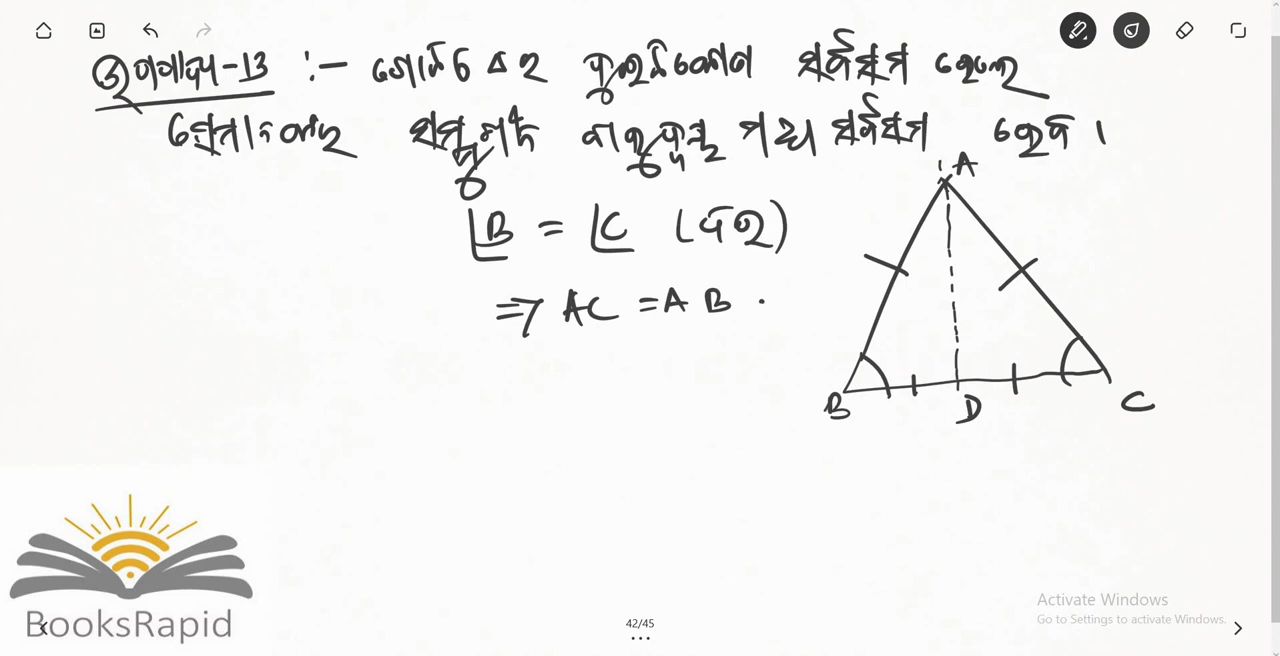 ଉପପାଦ୍ୟ-13 :- ଗୋଟିଏ Δ ର ଦୁଇଟି କୋଣ ସର୍ବସମ ହେଲେ
ସେମାନଙ୍କର ସମ୍ମୁଖୀନ ବାହୁଦ୍ୱୟ ମଧ୍ୟ ସର୍ବସମ ହେବ ।
A
∠B = ∠C (ଦତ୍ତ)
⇒ AC = AB .
B
D
C
BooksRapid
Activate Windows
Go to Settings to activate Windows.
42/45